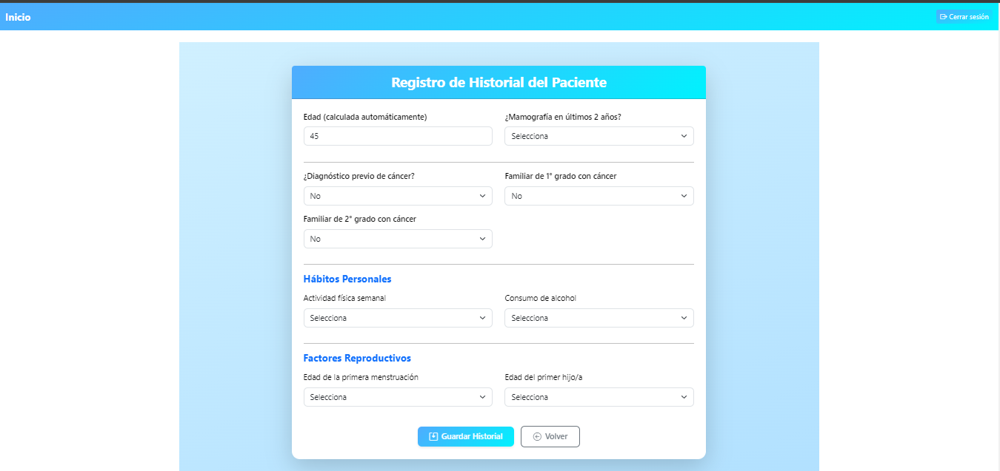 Inicio
Cerrar sesión
Registro de Historial del Paciente
Edad (calculada automáticamente)
¿Mamografía en últimos 2 años?
45
Selecciona
¿Diagnóstico previo de cáncer?
Familiar de 1° grado con cáncer
No
No
Familiar de 2° grado con cáncer
No
Hábitos Personales
Actividad física semanal
Consumo de alcohol
Selecciona
Selecciona
Factores Reproductivos
Edad de la primera menstruación
Edad del primer hijo/a
Selecciona
Selecciona
Guardar Historial
Volver